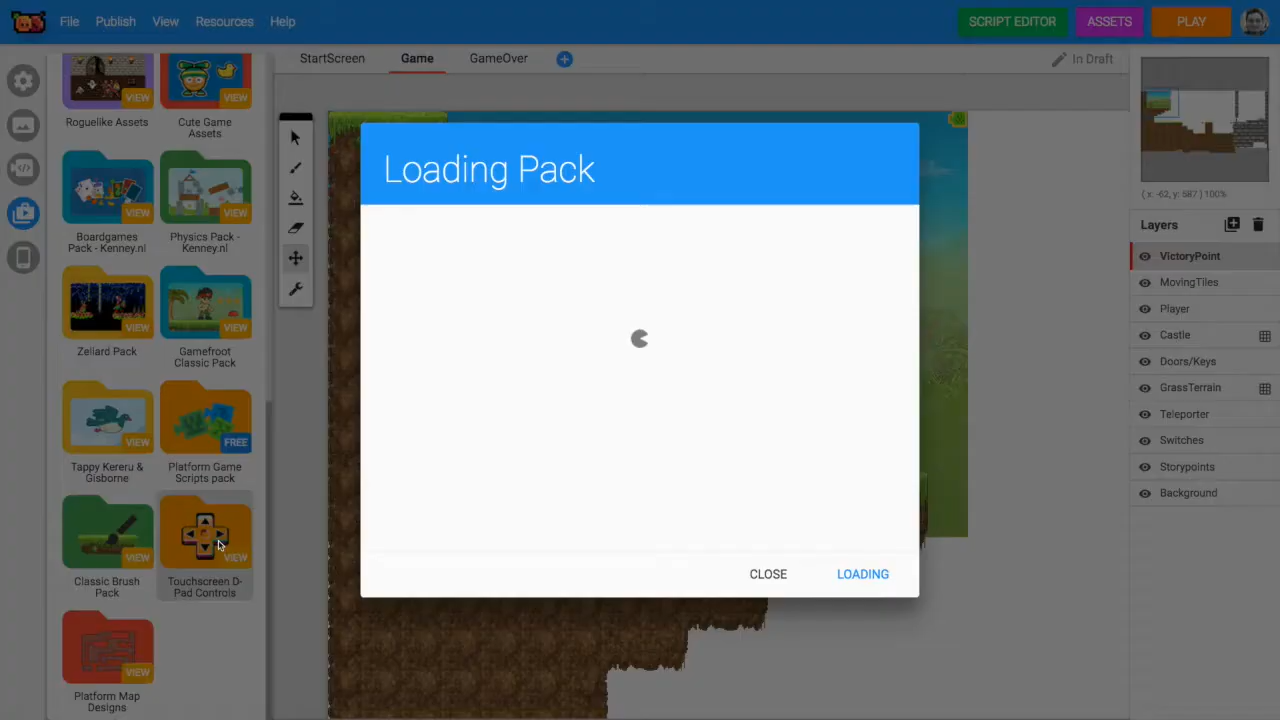 File Publish View Resources Help
SCRIPT EDITOR ASSETS PLAY
StartScreen Game GameOver In Draft
VIEW VIEW
Roguelike Assets
Cute Game
Assets
VIEW VIEW
Boardgames
Pack - Kenney.nl
Physics Pack -
Kenney.nl
VIEW VIEW
Zeliard Pack
Gamefroot
Classic Pack
VIEW FREE
Tappy Kereru &
Gisborne
Platform Game
Scripts pack
VIEW VIEW
Classic Brush
Pack
Touchscreen D-
Pad Controls
VIEW
Platform Map
Designs
Loading Pack
CLOSE LOADING
( x: -62, y: 587 ) 100%
Layers
VictoryPoint
MovingTiles
Player
Castle
Doors/Keys
GrassTerrain
Teleporter
Switches
Storypoints
Background